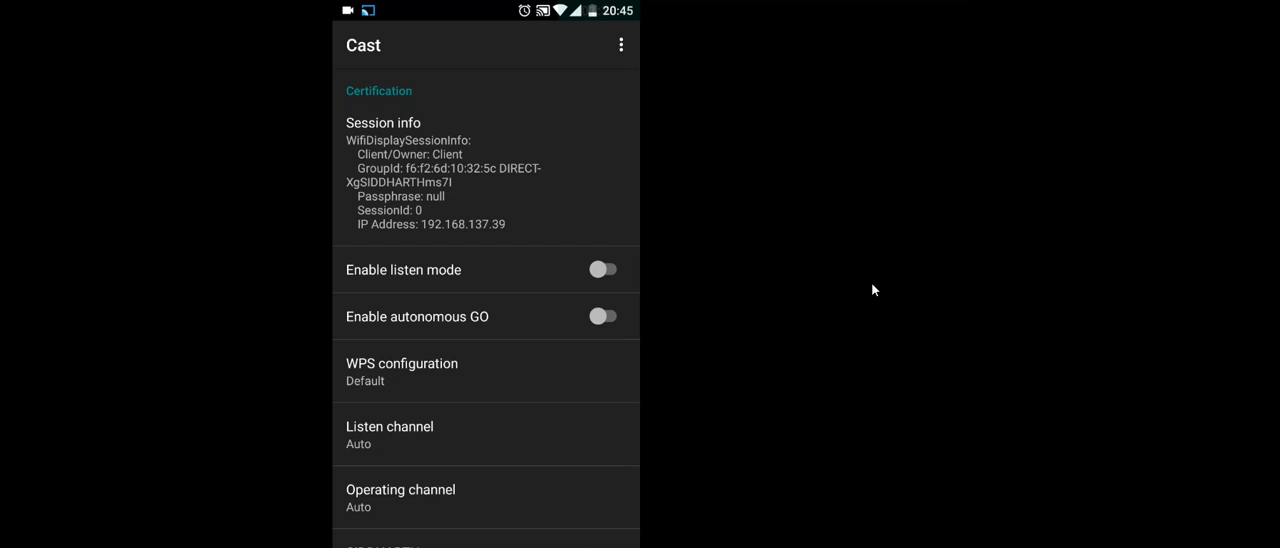 20:45
Cast
Certification
Session info
WifiDisplaySessionInfo:
Client/Owner: Client
GroupId: f6:f2:6d:10:32:5c DIRECT-
XgSIDDHARTHms7I
Passphrase: null
SessionId: 0
IP Address: 192.168.137.39
Enable listen mode
Enable autonomous GO
WPS configuration
Default
Listen channel
Auto
Operating channel
Auto